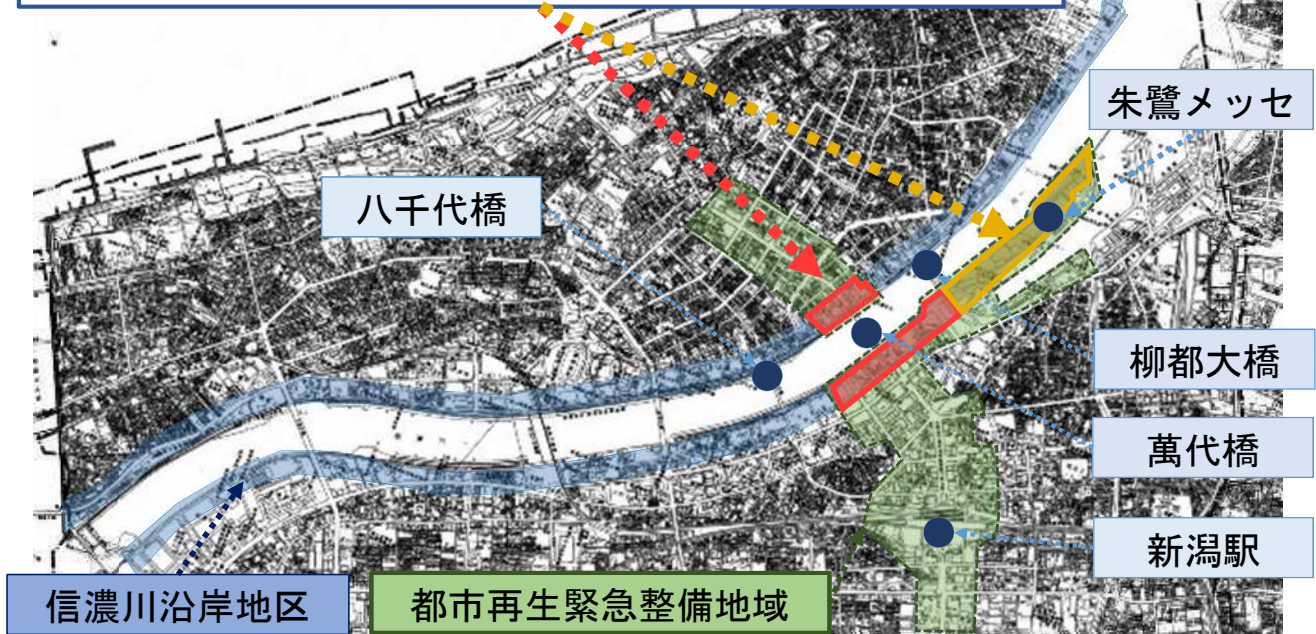 朱鷺メッセ
八千代橋
柳都大橋
萬代橋
新潟駅
信濃川沿岸地区
都市再生緊急整備地域